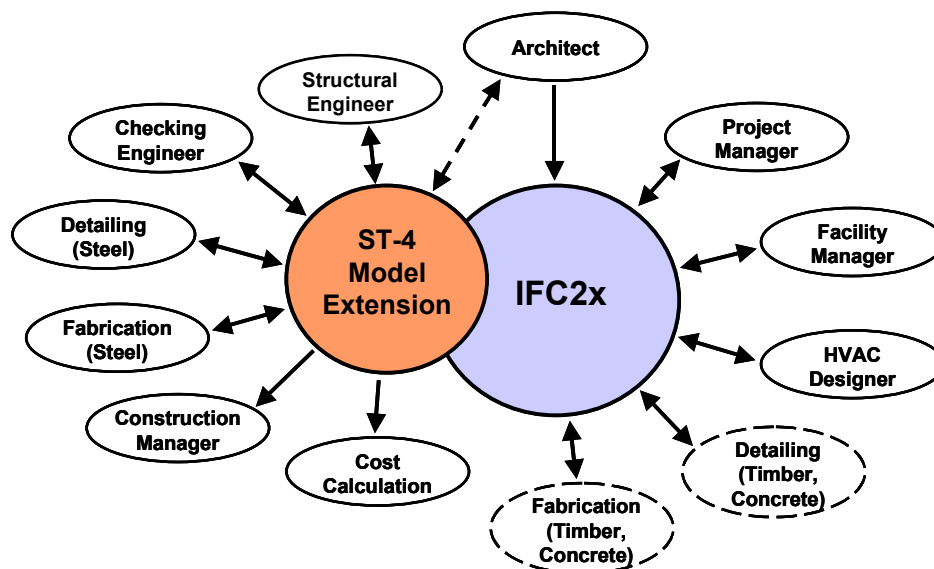 Architect
Structural
Engineer
Checking
Engineer
Project
Manager
Detailing
(Steel)
ST-4
Model
Extension
IFC2x
Facility
Manager
Fabrication
(Steel)
HVAC
Designer
Construction
Manager
Cost
Calculation
Detailing
(Timber,
Concrete)
Fabrication
(Timber,
Concrete)